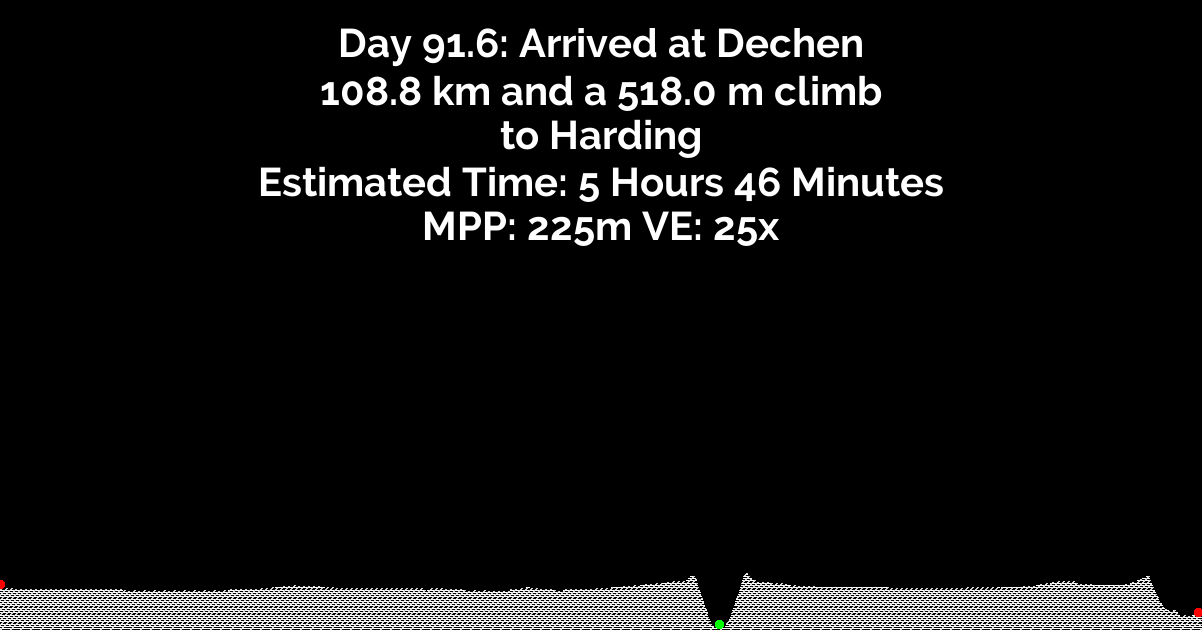 Day 91.6: Arrived at Dechen
108.8 km and a 518.0 m climb
to Harding
Estimated Time: 5 Hours 46 Minutes
MPP: 225m VE: 25x